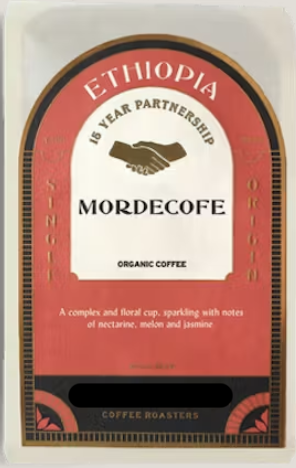 ETHIOPIA
15 YEAR PARTNERSHIP
SINGLE
ORIGIN
MORDECOFE
ORGANIC COFFEE
A complex and floral cup, sparkling with notes
of nectarine, melon and jasmine
COFFEE ROASTERS